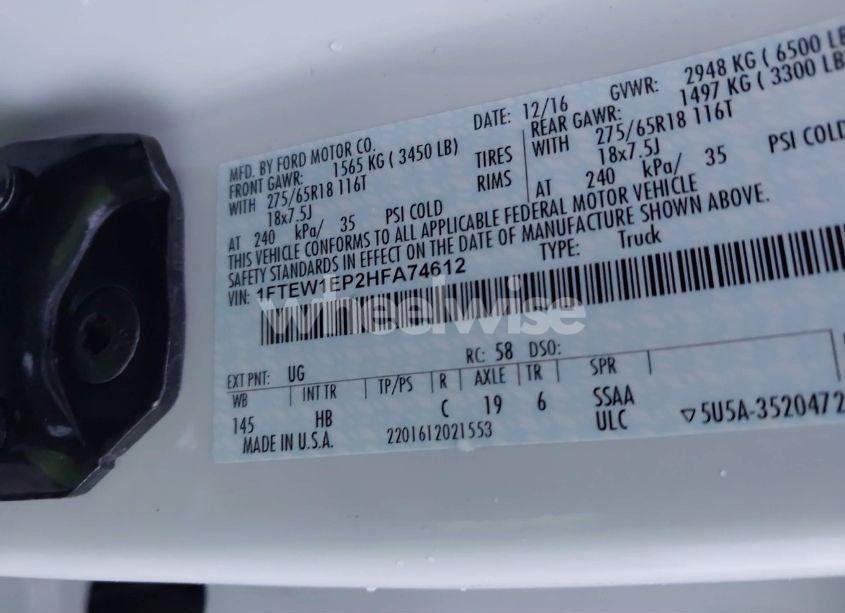 MFD. BY FORD MOTOR CO. DATE: 12/16 GVWR: 2948 KG ( 6500 LB
FRONT GAWR: 1565 KG ( 3450 LB) REAR GAWR: 1497 KG ( 3300 LB
WITH 275/65R18 116T TIRES WITH 275/65R18 116T
18x7.5J RIMS 18x7.5J
AT 240 kPa/ 35 PSI COLD AT 240 kPa/ 35 PSI COLD
THIS VEHICLE CONFORMS TO ALL APPLICABLE FEDERAL MOTOR VEHICLE
SAFETY STANDARDS IN EFFECT ON THE DATE OF MANUFACTURE SHOWN ABOVE.
VIN: 1FTEW1EP2HFA74612 TYPE: Truck
wheelwise
EXT PNT: UG RC: 58 DSO:
WB INT TR TP/PS R AXLE TR SPR
145 HB C 19 6 SSAA
ULC
MADE IN U.S.A. 2201612021553 ▽5U5A-3520472